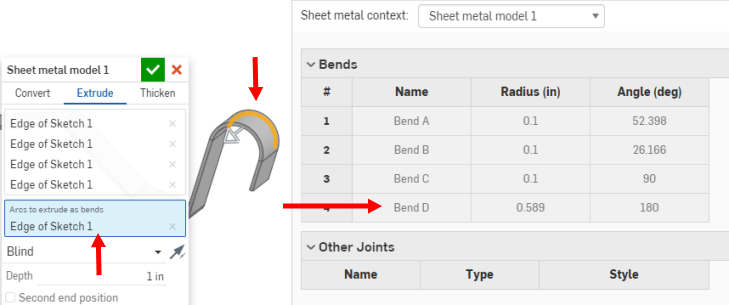 Sheet metal model 1
Convert Extrude Thicken
Edge of Sketch 1
Edge of Sketch 1
Edge of Sketch 1
Edge of Sketch 1
Arcs to extrude as bends
Edge of Sketch 1
Blind
Depth 1 in
Second end position
Sheet metal context: Sheet metal model 1
Bends
# Name Radius (in) Angle (deg)
1 Bend A 0.1 52.398
2 Bend B 0.1 26.166
3 Bend C 0.1 90
4 Bend D 0.589 180
Other Joints
Name Type Style